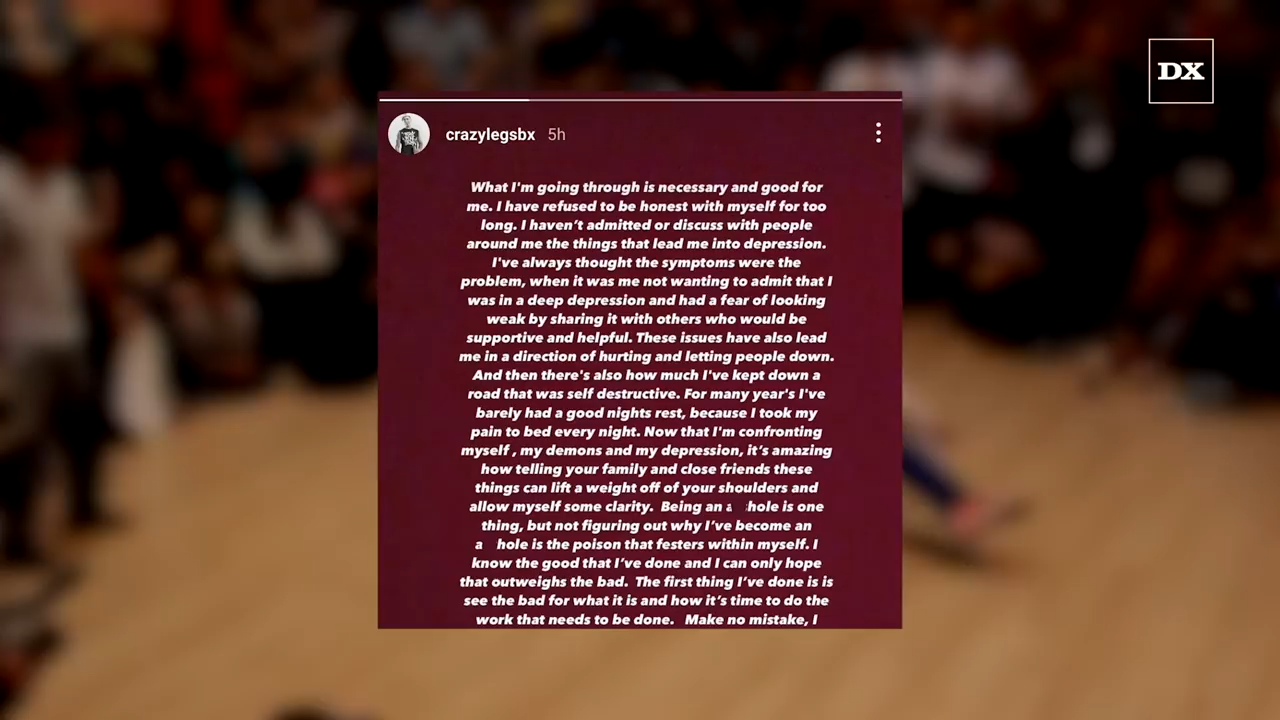 DX
crazylegsbx 5h
What I'm going through is necessary and good for
me. I have refused to be honest with myself for too
long. I haven't admitted or discuss with people
around me the things that lead me into depression.
I've always thought the symptoms were the
problem, when it was me not wanting to admit that I
was in a deep depression and had a fear of looking
weak by sharing it with others who would be
supportive and helpful. These issues have also lead
me in a direction of hurting and letting people down.
And then there's also how much I've kept down a
road that was self destructive. For many year's I've
barely had a good nights rest, because I took my
pain to bed every night. Now that I'm confronting
myself , my demons and my depression, it's amazing
how telling your family and close friends these
things can lift a weight off of your shoulders and
allow myself some clarity. Being an a hole is one
thing, but not figuring out why I've become an
a hole is the poison that festers within myself. I
know the good that I've done and I can only hope
that outweighs the bad. The first thing I've done is is
see the bad for what it is and how it's time to do the
work that needs to be done. Make no mistake, I